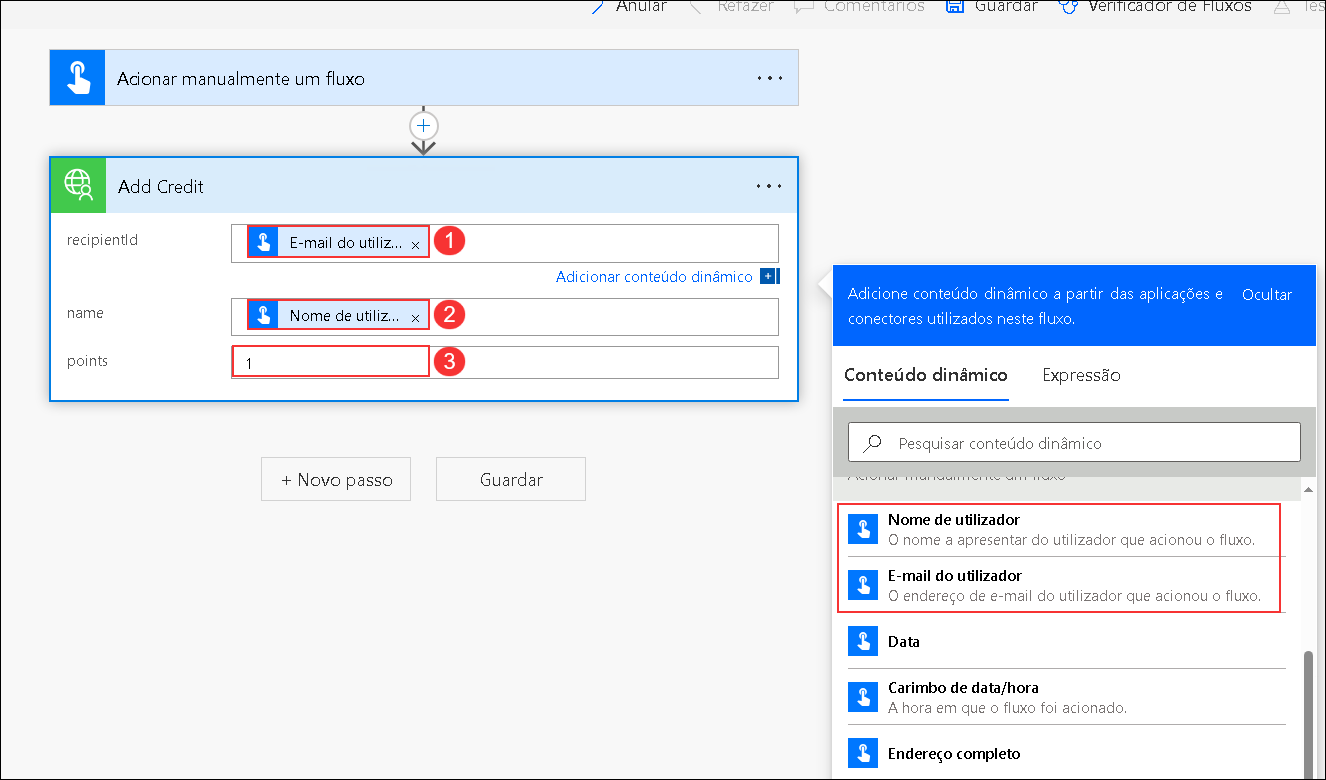 Anular Refazer Comentários Guardar Verificador de Fluxos Tes
Acionar manualmente um fluxo
Add Credit
recipientId
E-mail do utiliz... ×
1
Adicionar conteúdo dinâmico
name
Nome de utiliz... ×
2
points
1
3
+ Novo passo
Guardar
Adicione conteúdo dinâmico a partir das aplicações e
conectores utilizados neste fluxo.
Ocultar
Conteúdo dinâmico
Expressão
Pesquisar conteúdo dinâmico
Acionar manualmente um fluxo
Nome de utilizador
O nome a apresentar do utilizador que acionou o fluxo.
E-mail do utilizador
O endereço de e-mail do utilizador que acionou o fluxo.
Data
Carimbo de data/hora
A hora em que o fluxo foi acionado.
Endereço completo